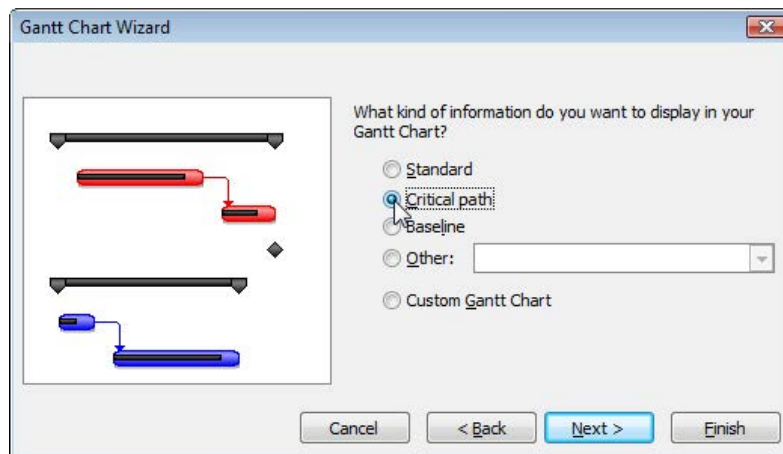 Gantt Chart Wizard
What kind of information do you want to display in your
Gantt Chart?
Standard
Critical path
Baseline
Other:
Custom Gantt Chart
Cancel
< Back
Next >
Finish